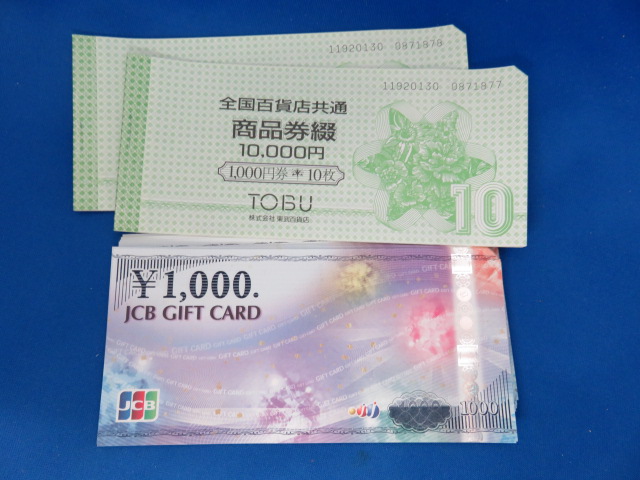 11920130 0871878
11920130 0871877
全国百貨店共通
商品券綴
10,000円
1,000円券*10枚
TOBU
株式会社 東武百貨店
10
¥1,000.
JCB GIFT CARD
GIFT CARD
JCB
1000